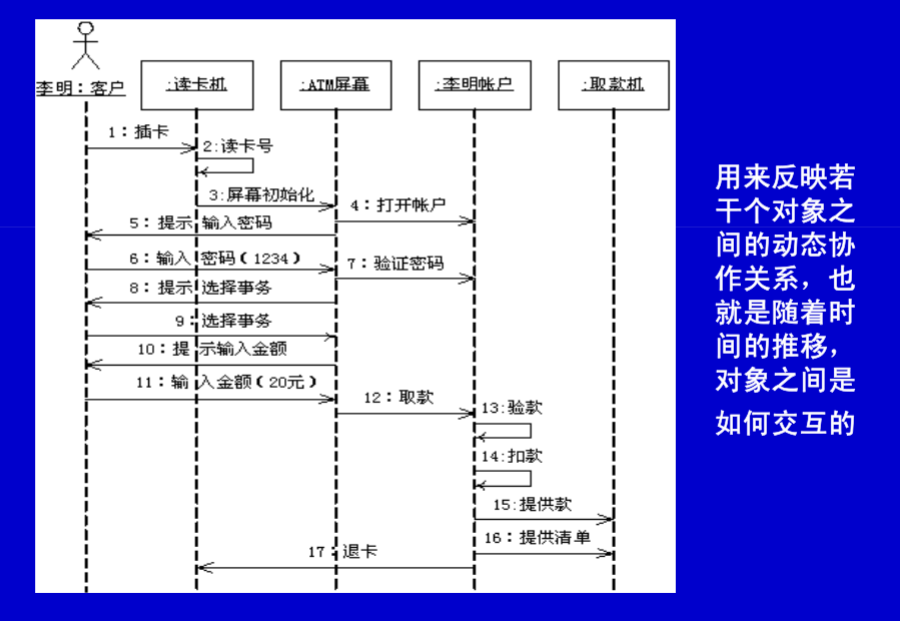 李明：客户
:读卡机
:ATM屏幕
:李明帐户
:取款机
1：插卡
2:读卡号
3:屏幕初始化
4：打开帐户
5：提示 输入密码
6：输入 密码（1234）
7：验证密码
8：提示 选择事务
9：选择事务
10：提 示输入金额
11：输 入金额（20元）
12：取款
13:验款
14:扣款
15:提供款
16：提供清单
17：退卡
用来反映若
干个对象之
间的动态协
作关系，也
就是随着时
间的推移，
对象之间是
如何交互的